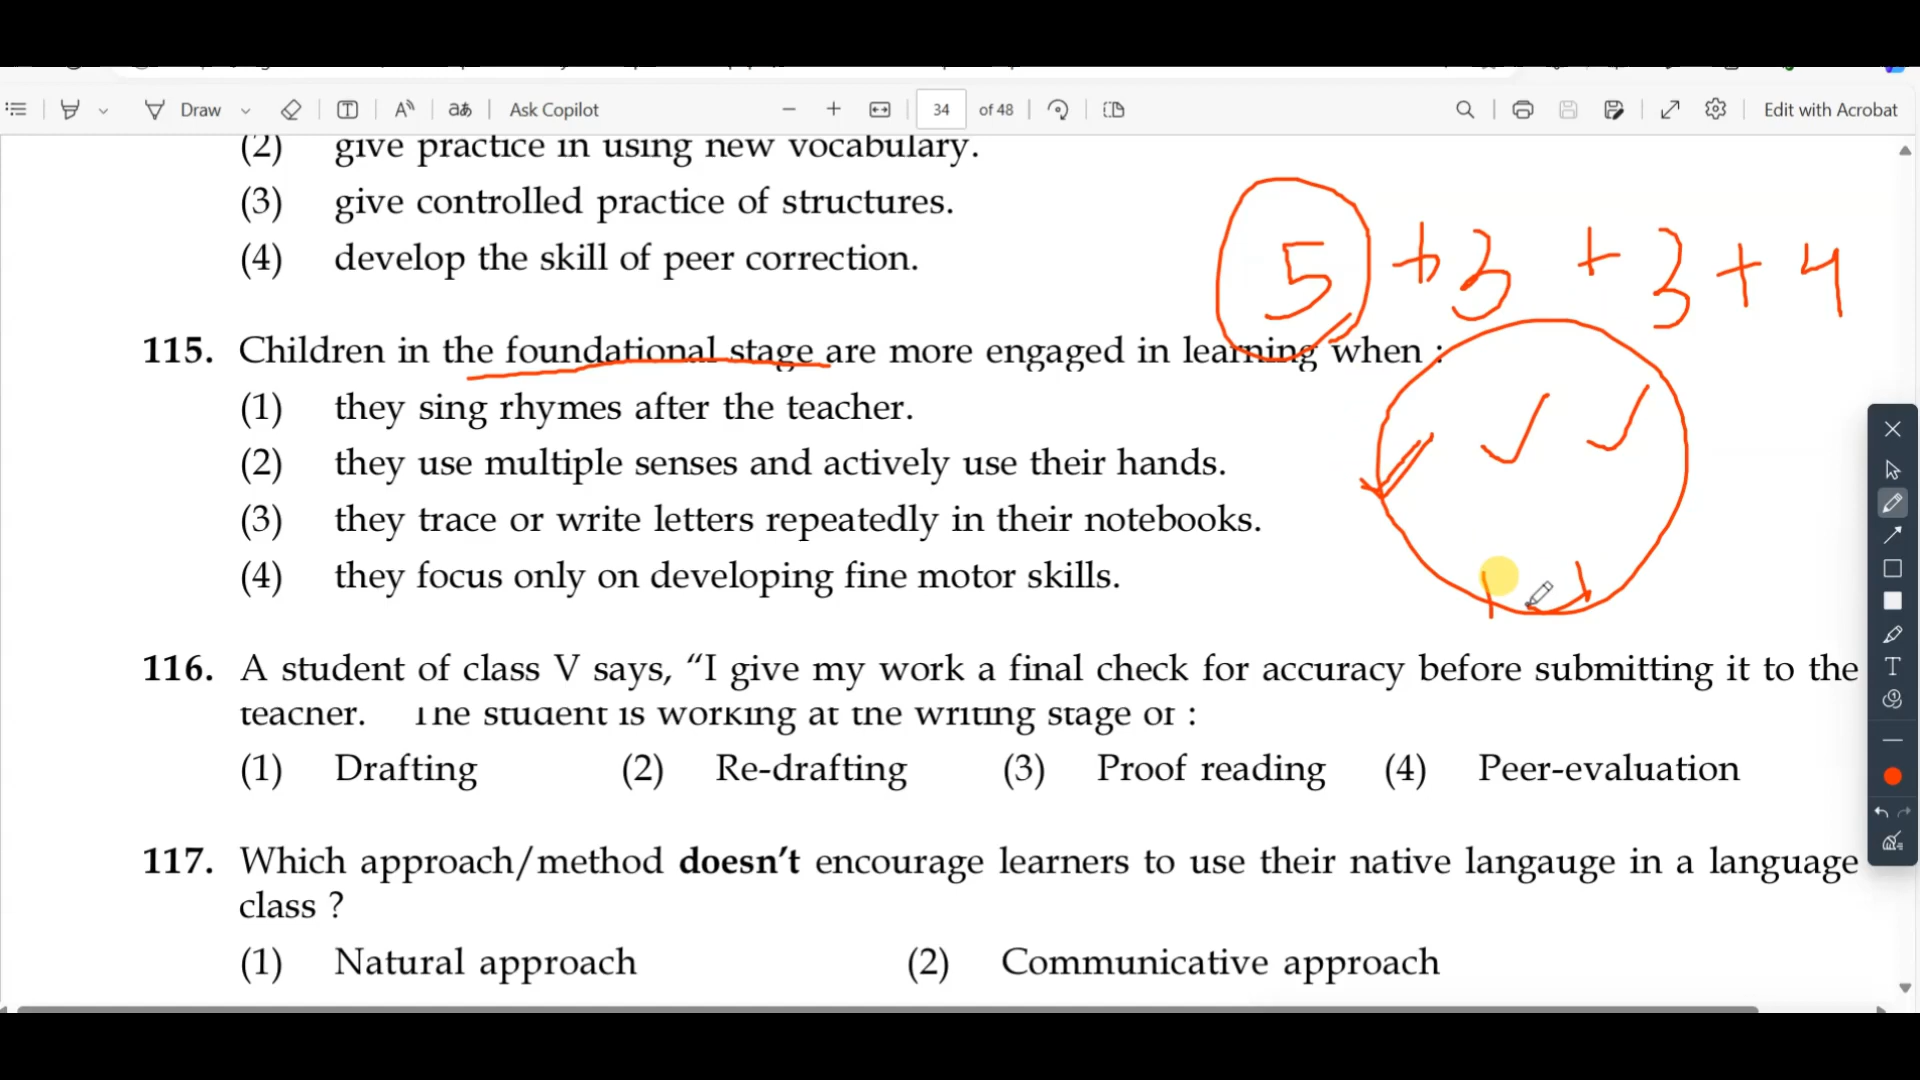 Draw
Ask Copilot
34 of 48
Edit with Acrobat
(2) give practice in using new vocabulary.
(3) give controlled practice of structures.
(4) develop the skill of peer correction.
5 + 3 + 3 + 4
115. Children in the foundational stage are more engaged in learning when :
(1) they sing rhymes after the teacher.
(2) they use multiple senses and actively use their hands.
(3) they trace or write letters repeatedly in their notebooks.
(4) they focus only on developing fine motor skills.
116. A student of class V says, “I give my work a final check for accuracy before submitting it to the
teacher. The student is working at the writing stage of :
(1) Drafting (2) Re-drafting (3) Proof reading (4) Peer-evaluation
117. Which approach/method doesn’t encourage learners to use their native langauge in a language
class ?
(1) Natural approach (2) Communicative approach